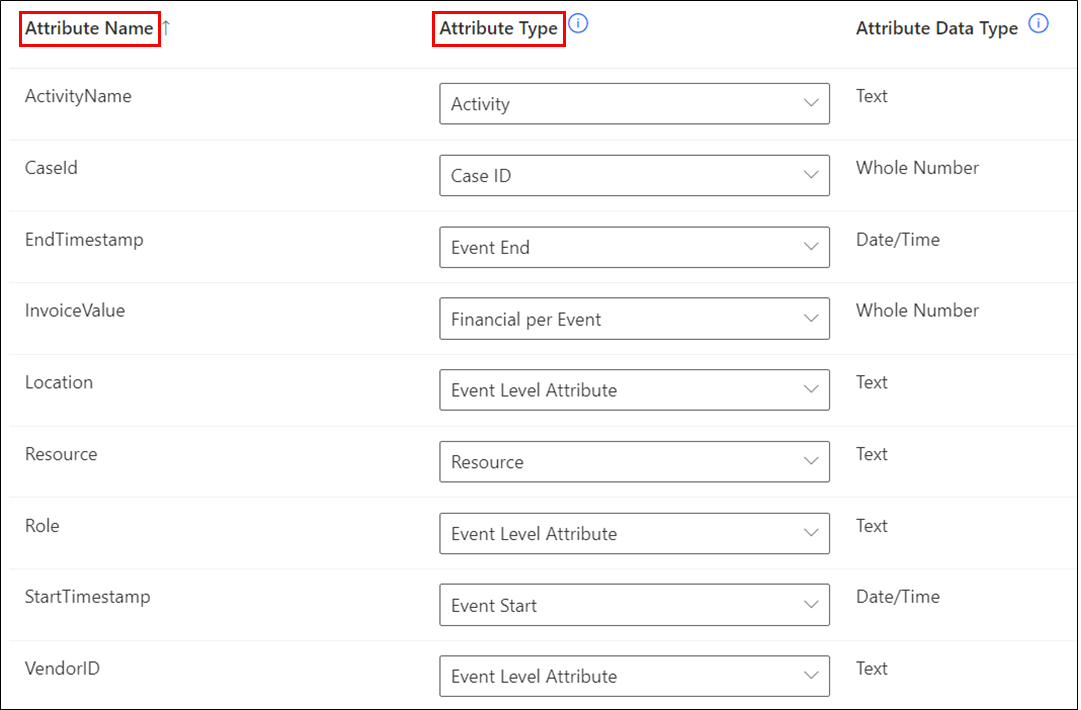 Attribute Name ↑ Attribute Type Attribute Data Type
ActivityName Activity Text
CaseId Case ID Whole Number
EndTimestamp Event End Date/Time
InvoiceValue Financial per Event Whole Number
Location Event Level Attribute Text
Resource Resource Text
Role Event Level Attribute Text
StartTimestamp Event Start Date/Time
VendorID Event Level Attribute Text